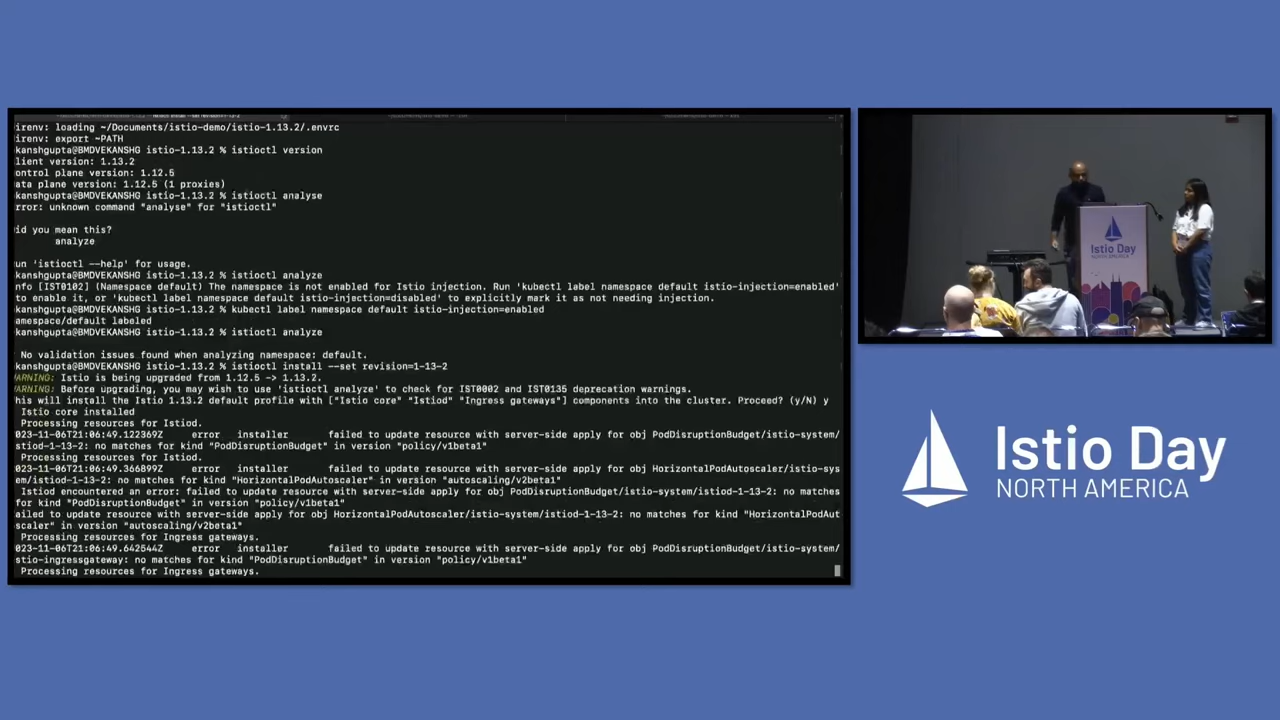 irenv: loading ~/Documents/istio-demo/istio-1.13.2/.envrc
irenv: export ~PATH
kanshgupta@BMDVEKANSHG istio-1.13.2 % istioctl version
lient version: 1.13.2
ontrol plane version: 1.12.5
ata plane version: 1.12.5 (1 proxies)
kanshgupta@BMDVEKANSHG istio-1.13.2 % istioctl analyse
rror: unknown command "analyse" for "istioctl"
id you mean this?
analyze
un 'istioctl --help' for usage.
kanshgupta@BMDVEKANSHG istio-1.13.2 % istioctl analyze
nfo [IST0102] (Namespace default) The namespace is not enabled for Istio injection. Run 'kubectl label namespace default istio-injection=enabled'
to enable it, or 'kubectl label namespace default istio-injection=disabled' to explicitly mark it as not needing injection.
kanshgupta@BMDVEKANSHG istio-1.13.2 % kubectl label namespace default istio-injection=enabled
amespace/default labeled
kanshgupta@BMDVEKANSHG istio-1.13.2 % istioctl analyze
No validation issues found when analyzing namespace: default.
kanshgupta@BMDVEKANSHG istio-1.13.2 % istioctl install --set revision=1-13-2
ARNING: Istio is being upgraded from 1.12.5 -> 1.13.2.
ARNING: Before upgrading, you may wish to use 'istioctl analyze' to check for IST0002 and IST0135 deprecation warnings.
his will install the Istio 1.13.2 default profile with ["Istio core" "Istiod" "Ingress gateways"] components into the cluster. Proceed? (y/N) y
Istio core installed
Processing resources for Istiod.
023-11-06T21:06:49.122369Z error installer failed to update resource with server-side apply for obj PodDisruptionBudget/istio-system/
stiod-1-13-2: no matches for kind "PodDisruptionBudget" in version "policy/v1beta1"
Processing resources for Istiod.
023-11-06T21:06:49.366899Z error installer failed to update resource with server-side apply for obj HorizontalPodAutoscaler/istio-sys
em/istiod-1-13-2: no matches for kind "HorizontalPodAutoscaler" in version "autoscaling/v2beta1"
Istiod encountered an error: failed to update resource with server-side apply for obj PodDisruptionBudget/istio-system/istiod-1-13-2: no matches
for kind "PodDisruptionBudget" in version "policy/v1beta1"
ailed to update resource with server-side apply for obj HorizontalPodAutoscaler/istio-system/istiod-1-13-2: no matches for kind "HorizontalPodAut
scaler" in version "autoscaling/v2beta1"
Processing resources for Ingress gateways.
023-11-06T21:06:49.642544Z error installer failed to update resource with server-side apply for obj PodDisruptionBudget/istio-system/
stio-ingressgateway: no matches for kind "PodDisruptionBudget" in version "policy/v1beta1"
Processing resources for Ingress gateways.
Istio Day
NORTH AMERICA
Istio Day
NORTH AMERICA